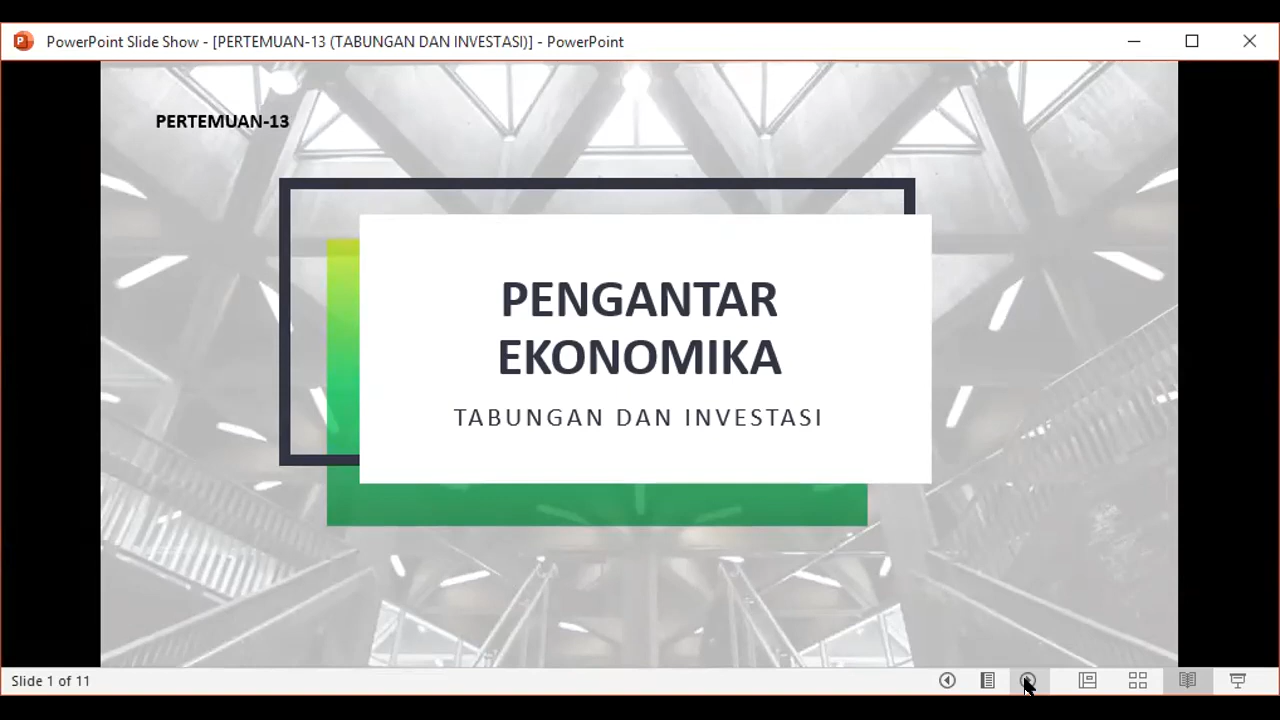 PowerPoint Slide Show - [PERTEMUAN-13 (TABUNGAN DAN INVESTASI)] - PowerPoint
PERTEMUAN-13
PENGANTAR
EKONOMIKA
TABUNGAN DAN INVESTASI
Slide 1 of 11